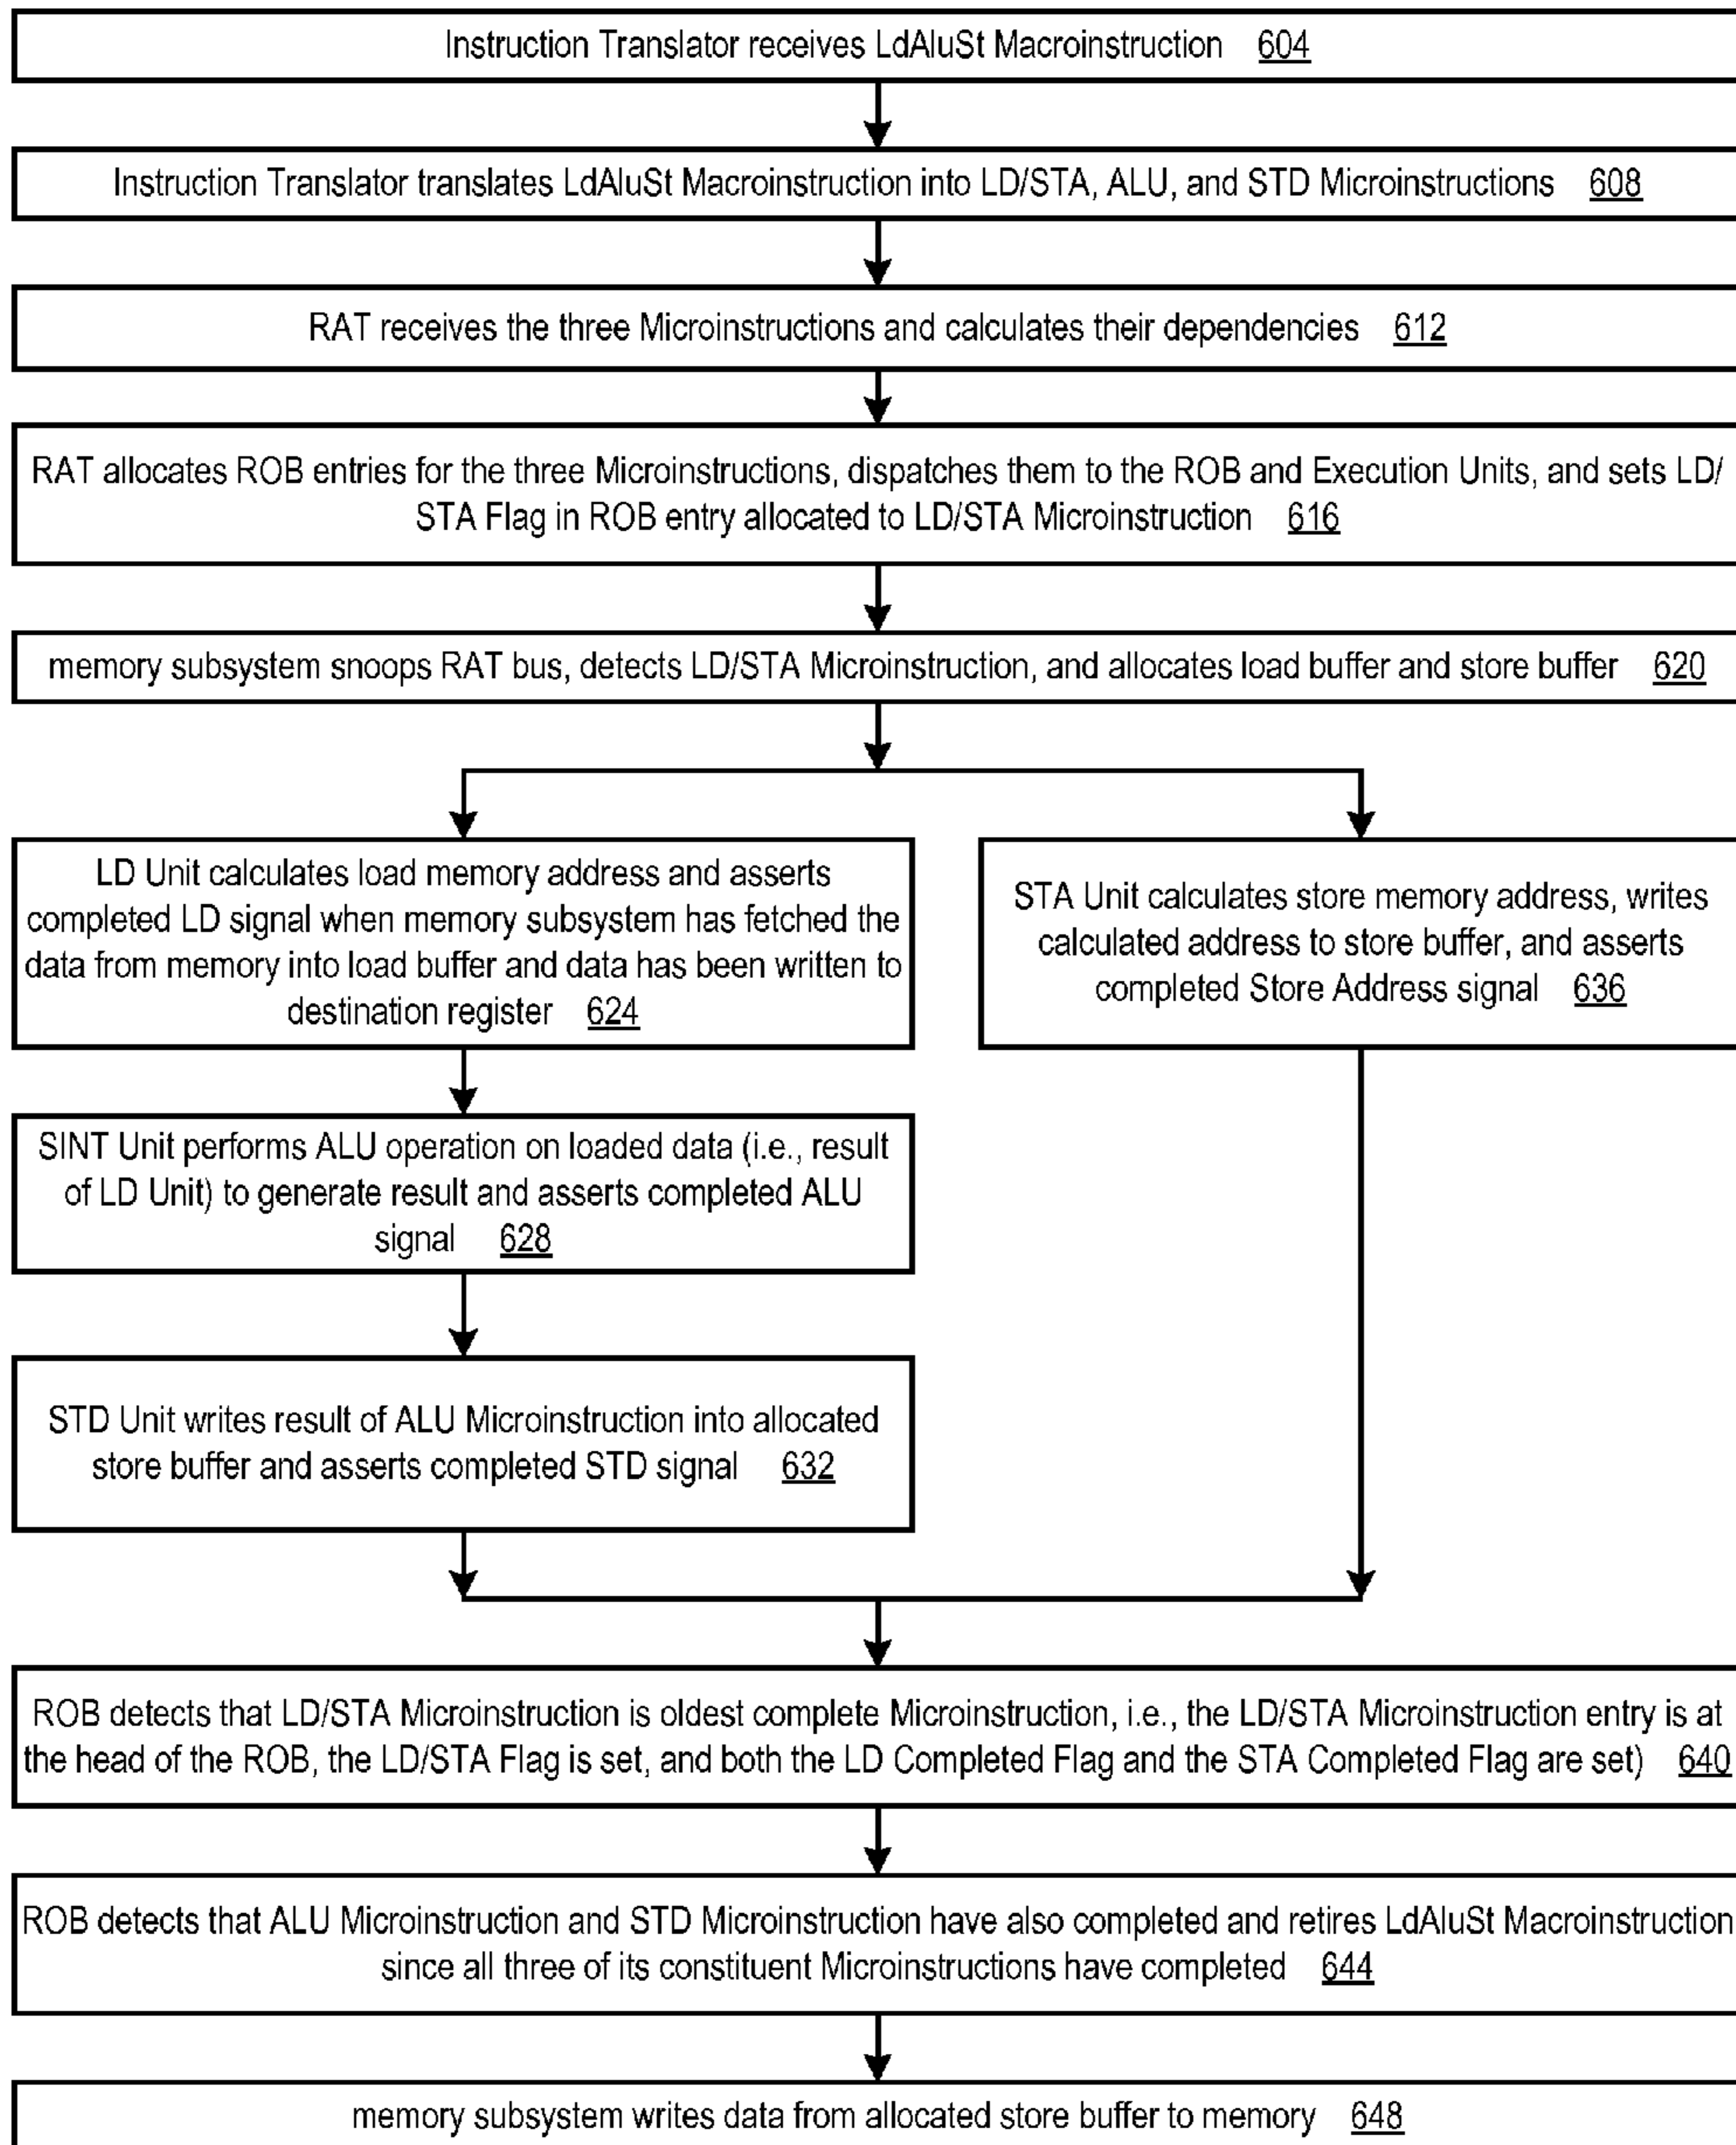 Instruction Translator receives LdAluSt Macroinstruction 604
Instruction Translator translates LdAluSt Macroinstruction into LD/STA, ALU, and STD Microinstructions 608
RAT receives the three Microinstructions and calculates their dependencies 612
RAT allocates ROB entries for the three Microinstructions, dispatches them to the ROB and Execution Units, and sets LD/
STA Flag in ROB entry allocated to LD/STA Microinstruction 616
memory subsystem snoops RAT bus, detects LD/STA Microinstruction, and allocates load buffer and store buffer 620
LD Unit calculates load memory address and asserts
completed LD signal when memory subsystem has fetched the
data from memory into load buffer and data has been written to
destination register 624
STA Unit calculates store memory address, writes
calculated address to store buffer, and asserts
completed Store Address signal 636
SINT Unit performs ALU operation on loaded data (i.e., result
of LD Unit) to generate result and asserts completed ALU
signal 628
STD Unit writes result of ALU Microinstruction into allocated
store buffer and asserts completed STD signal 632
ROB detects that LD/STA Microinstruction is oldest complete Microinstruction, i.e., the LD/STA Microinstruction entry is at
the head of the ROB, the LD/STA Flag is set, and both the LD Completed Flag and the STA Completed Flag are set) 640
ROB detects that ALU Microinstruction and STD Microinstruction have also completed and retires LdAluSt Macroinstruction
since all three of its constituent Microinstructions have completed 644
memory subsystem writes data from allocated store buffer to memory 648